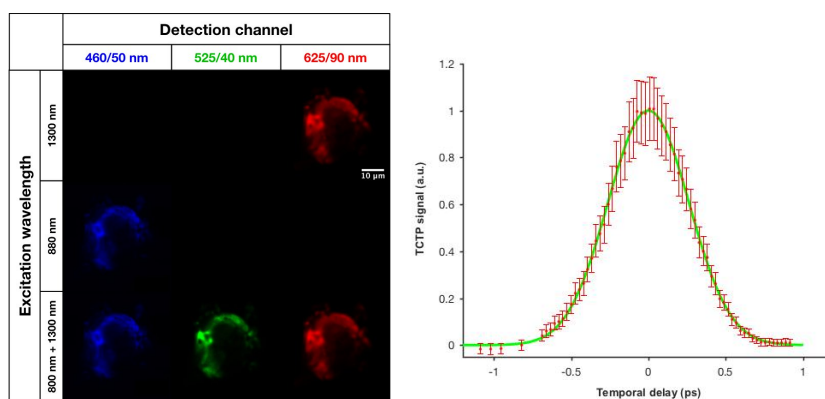 Detection channel
460/50 nm
525/40 nm
625/90 nm
Excitation wavelength
1300 nm
880 nm
800 nm + 1300 nm
10 µm
1.2
1
0.8
0.6
0.4
0.2
0
TCTP signal (a.u.)
-1
-0.5
0
0.5
1
Temporal delay (ps)